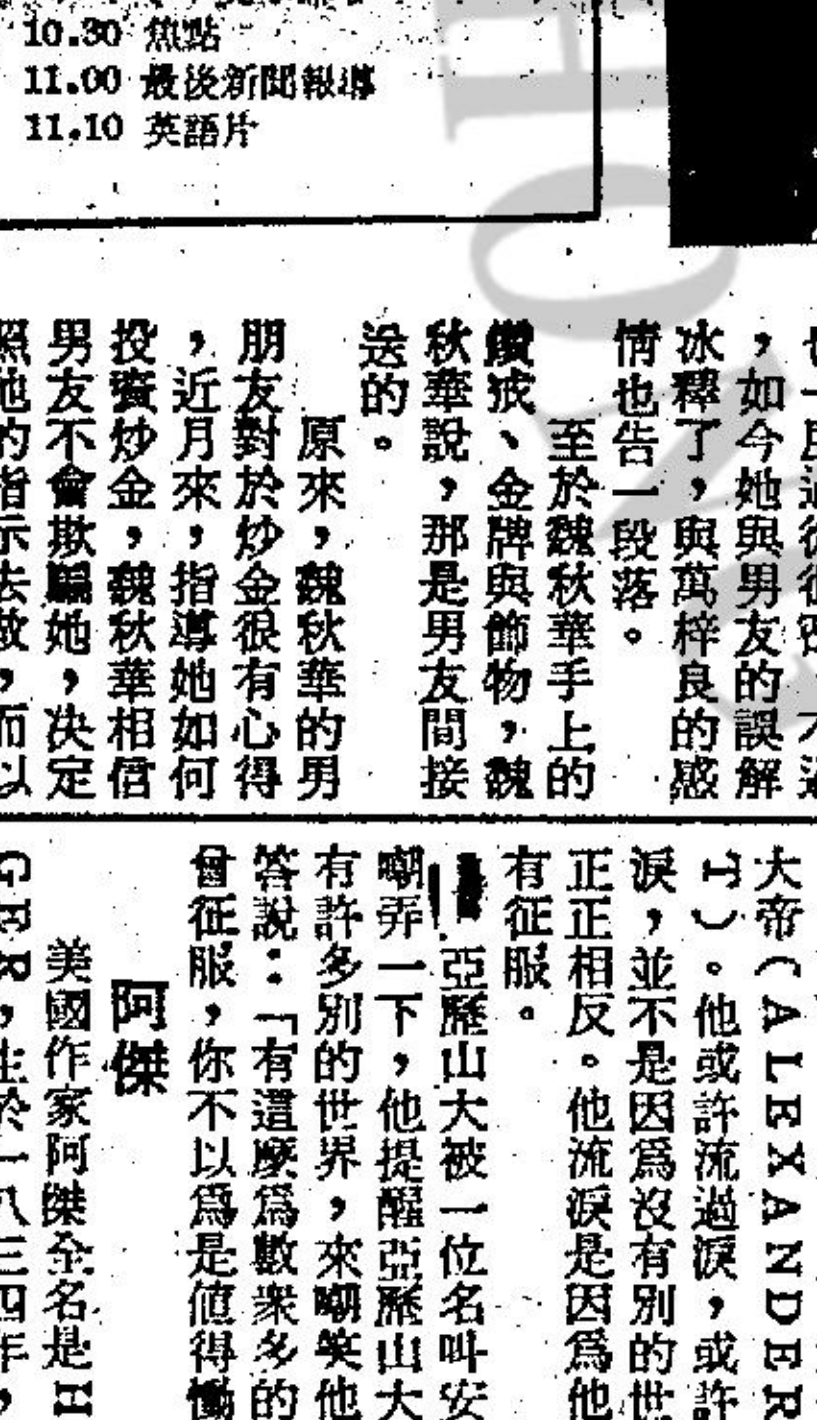 10.30 焦點
11.00 最後新聞報導
11.10 英語片
，如今她與男友的誤解
冰釋了，與萬梓良的感
情也告一段落。
至於魏秋華手上的
鑽戒、金牌與飾物，魏
秋華說，那是男友間接
送的。
原來，魏秋華的男
朋友對於炒金很有心得
，近月來，指導她如何
投資炒金，魏秋華相信
男友不會欺騙她，決定
照他的指示去做，而以
大帝（ALEXANDER
T）。他或許流過淚，或許
淚，並不是因爲沒有別的世
正正相反。他流淚是因爲他
有征服。
亞歷山大被一位名叫安
嘲弄一下，他提醒亞歷山大
有許多別的世界，來嘲笑他
答說：「有這麽爲數衆多的
曾征服，你不以爲是值得慟
阿傑
美國作家阿傑全名是H
GER，生於一八三四年，